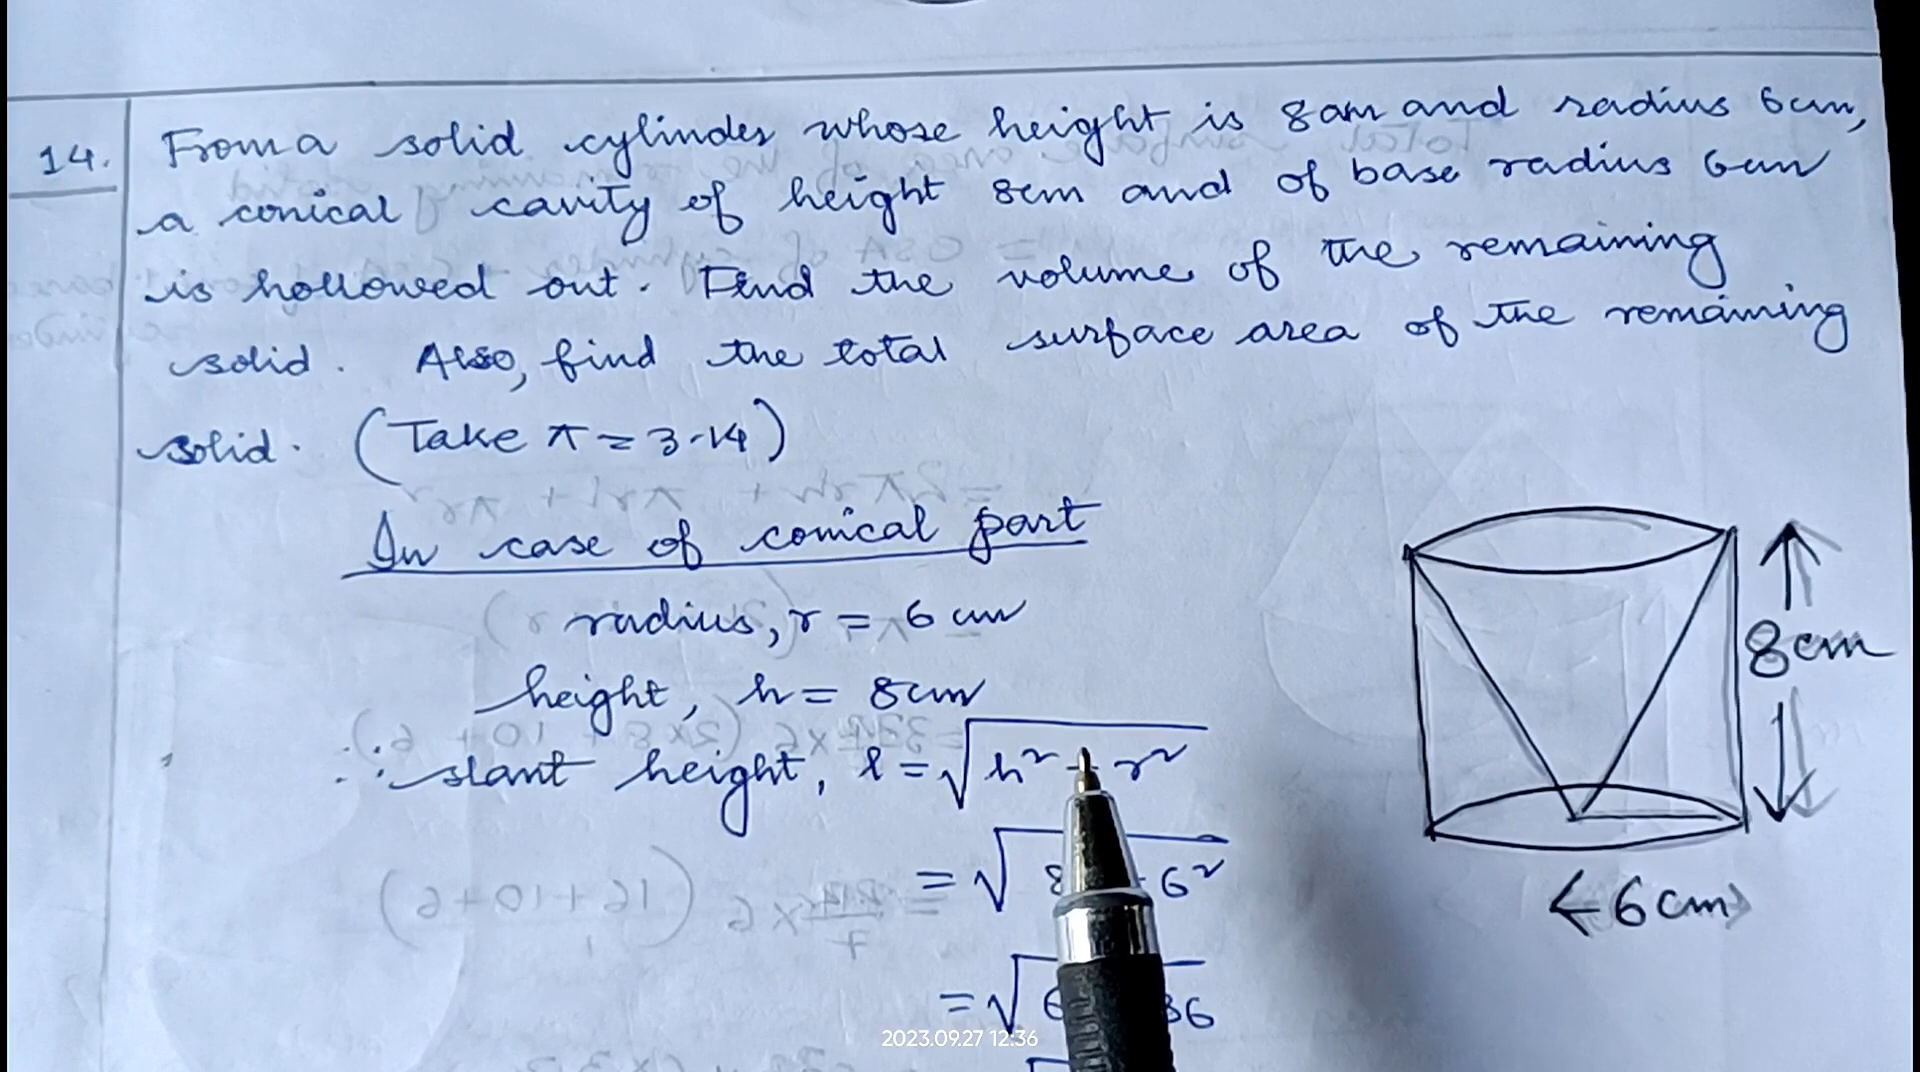 14. From a solid cylinder whose height is 8cm and radius 6cm,
a conical cavity of height 8cm and of base radius 6cm
is hollowed out. Find the volume of the remaining
solid. Also, find the total surface area of the remaining
solid. (Take π = 3.14)
In case of conical part
radius, r = 6 cm
height, h = 8cm
∴ slant height, l = √h² + r²
= √8 6²
= √6 36
8cm
← 6cm →
2023.09.27 12:36